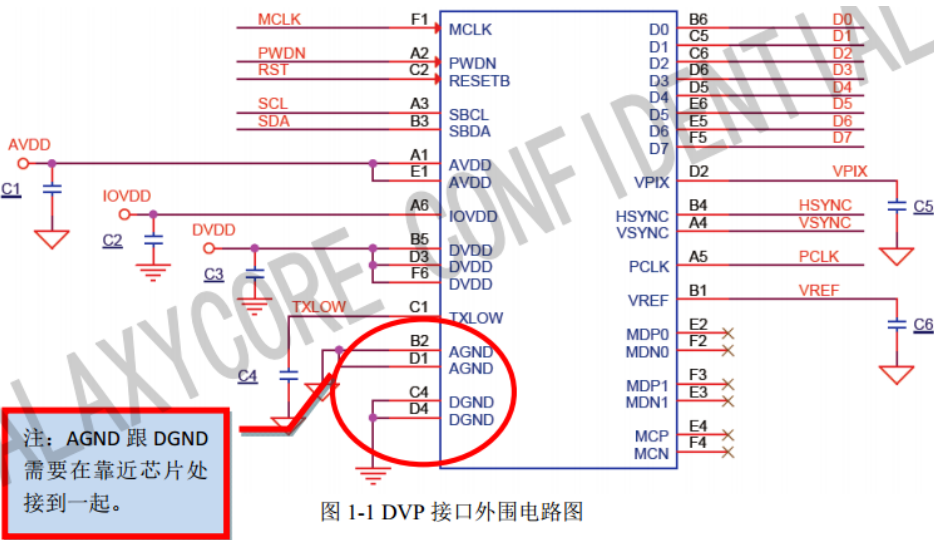 MCLK F1 MCLK
PWDN A2 PWDN
RST C2 RESETB
SCL A3 SBCL
SDA B3 SBDA
AVDD
A1 AVDD
E1 AVDD
C1
IOVDD
A6 IOVDD
C2
DVDD
B5 DVDD
D3 DVDD
F6 DVDD
C3
TXLOW C1 TXLOW
B2 AGND
D1 AGND
C4
C4 DGND
D4 DGND
D0 B6 D0
D1 C5 D1
D2 C6 D2
D3 D6 D3
D4 D5 D4
D5 E6 D5
D6 E5 D6
D7 F5 D7
VPIX D2 VPIX
C5
HSYNC B4 HSYNC
VSYNC A4 VSYNC
PCLK A5 PCLK
VREF B1 VREF
C6
MDP0 E2
MDN0 F2
MDP1 F3
MDN1 E3
MCP E4
MCN F4
ALAXYCORE CONFIDENTIAL
注：AGND 跟 DGND
需要在靠近芯片处
接到一起。
图 1-1 DVP 接口外围电路图